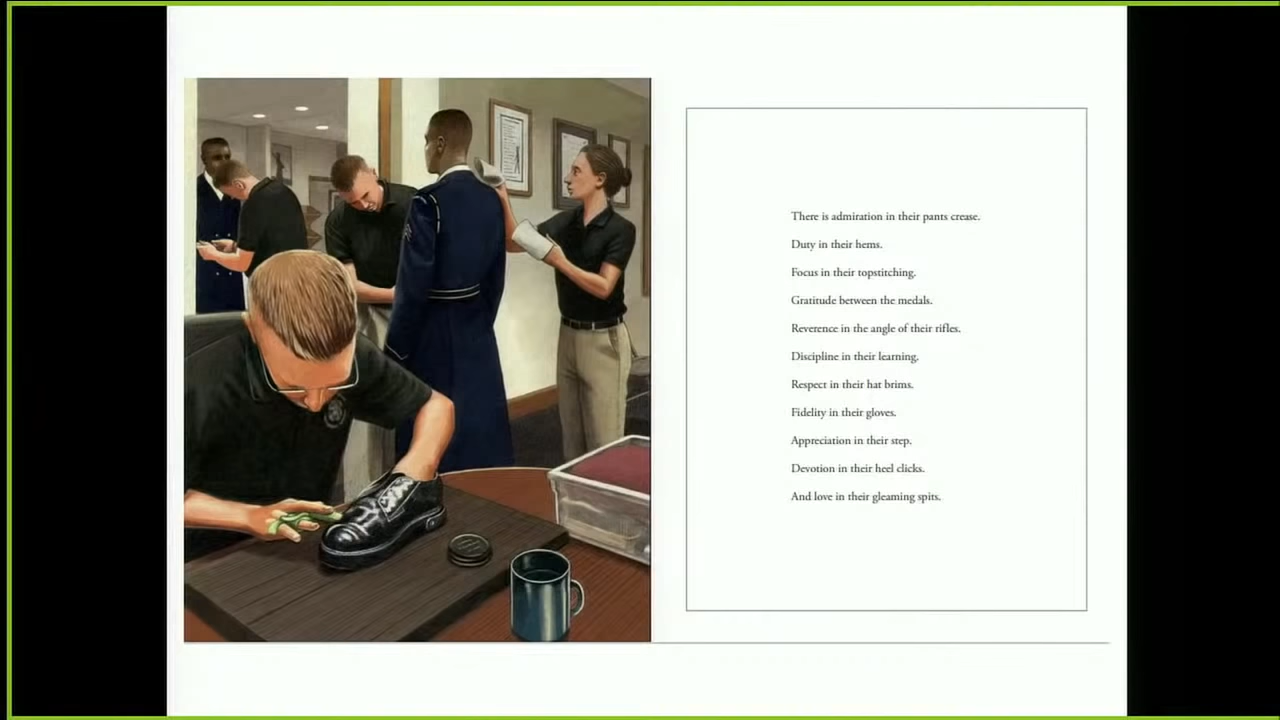 There is admiration in their pants crease.
Duty in their hems.
Focus in their topstitching.
Gratitude between the medals.
Reverence in the angle of their rifles.
Discipline in their learning.
Respect in their hat brims.
Fidelity in their gloves.
Appreciation in their step.
Devotion in their heel clicks.
And love in their gleaming spits.